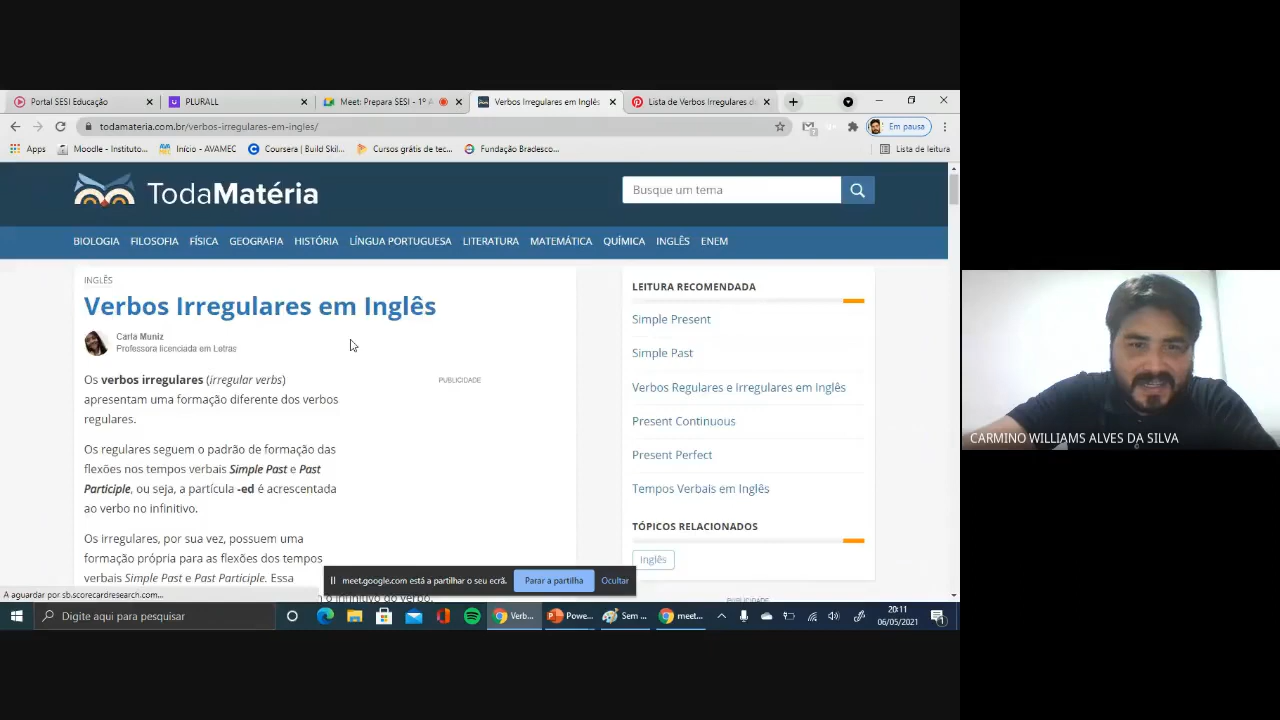 Portal SESI Educação
PLURALL
Meet: Prepara SESI - 1º A
Verbos Irregulares em Inglês
Lista de Verbos Irregulares d
todamateria.com.br/verbos-irregulares-em-ingles/
Em pausa
Apps
Moodle - Instituto...
Início - AVAMEC
Coursera | Build Skil...
Cursos grátis de tec...
Fundação Bradesco...
Lista de leitura
TodaMatéria
Busque um tema
BIOLOGIA FILOSOFIA FÍSICA GEOGRAFIA HISTÓRIA LÍNGUA PORTUGUESA LITERATURA MATEMÁTICA QUÍMICA INGLÊS ENEM
INGLÊS
Verbos Irregulares em Inglês
Carla Muniz
Professora licenciada em Letras
Os verbos irregulares (irregular verbs)
apresentam uma formação diferente dos verbos
regulares.
PUBLICIDADE
Os regulares seguem o padrão de formação das
flexões nos tempos verbais Simple Past e Past
Participle, ou seja, a partícula -ed é acrescentada
ao verbo no infinitivo.
Os irregulares, por sua vez, possuem uma
formação própria para as flexões dos tempos
verbais Simple Past e Past Participle. Essa
o infinitivo do verbo.
LEITURA RECOMENDADA
Simple Present
Simple Past
Verbos Regulares e Irregulares em Inglês
Present Continuous
Present Perfect
Tempos Verbais em Inglês
TÓPICOS RELACIONADOS
Inglês
PUBLICIDADE
meet.google.com está a partilhar o seu ecrã.
Parar a partilha
Ocultar
A aguardar por sb.scorecardresearch.com...
Digite aqui para pesquisar
Verb...
Powe...
Sem ...
meet...
20:11
06/05/2021
CARMINO WILLIAMS ALVES DA SILVA